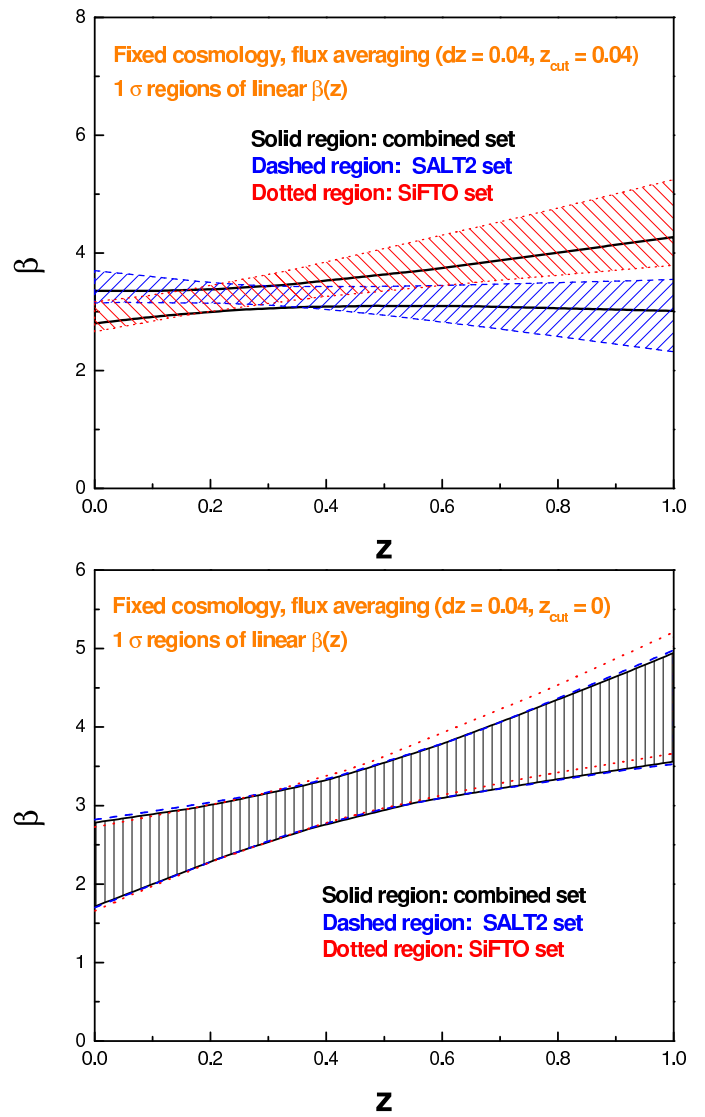 8
Fixed cosmology, flux averaging (dz = 0.04, z_cut = 0.04)
1 σ regions of linear β(z)
Solid region: combined set
Dashed region: SALT2 set
Dotted region: SiFTO set
6
4
2
0
β
0.0 0.2 0.4 0.6 0.8 1.0
z
6
Fixed cosmology, flux averaging (dz = 0.04, z_cut = 0)
1 σ regions of linear β(z)
5
4
3
2
1
0
β
Solid region: combined set
Dashed region: SALT2 set
Dotted region: SiFTO set
0.0 0.2 0.4 0.6 0.8 1.0
z